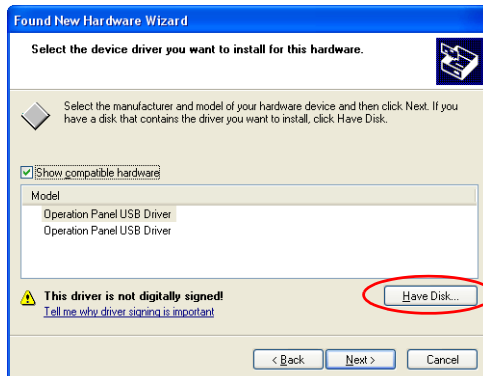 Found New Hardware Wizard
Select the device driver you want to install for this hardware.
Select the manufacturer and model of your hardware device and then click Next. If you
have a disk that contains the driver you want to install, click Have Disk.
Show compatible hardware
Model
Operation Panel USB Driver
Operation Panel USB Driver
This driver is not digitally signed!
Tell me why driver signing is important
Have Disk...
< Back
Next >
Cancel